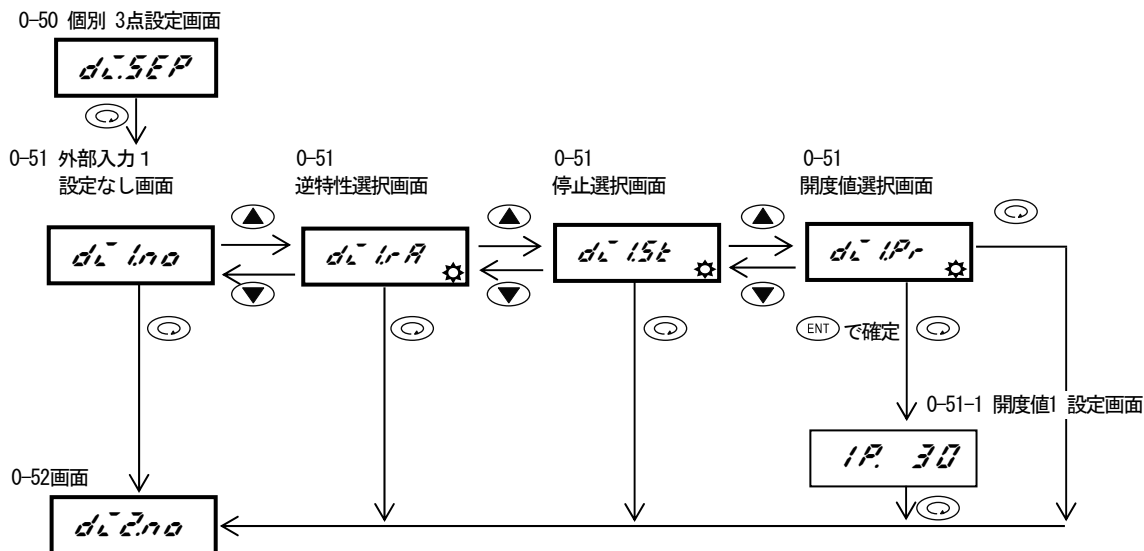 0-50 個別 3点設定画面
di.SEP
0-51 外部入力1
設定なし画面
0-51
逆特性選択画面
0-51
停止選択画面
0-51
開度値選択画面
di 1.no
di 1.rA
di 1.St
di 1.Pr
ENT で確定
0-51-1 開度値1 設定画面
1P. 30
0-52画面
di 2.no